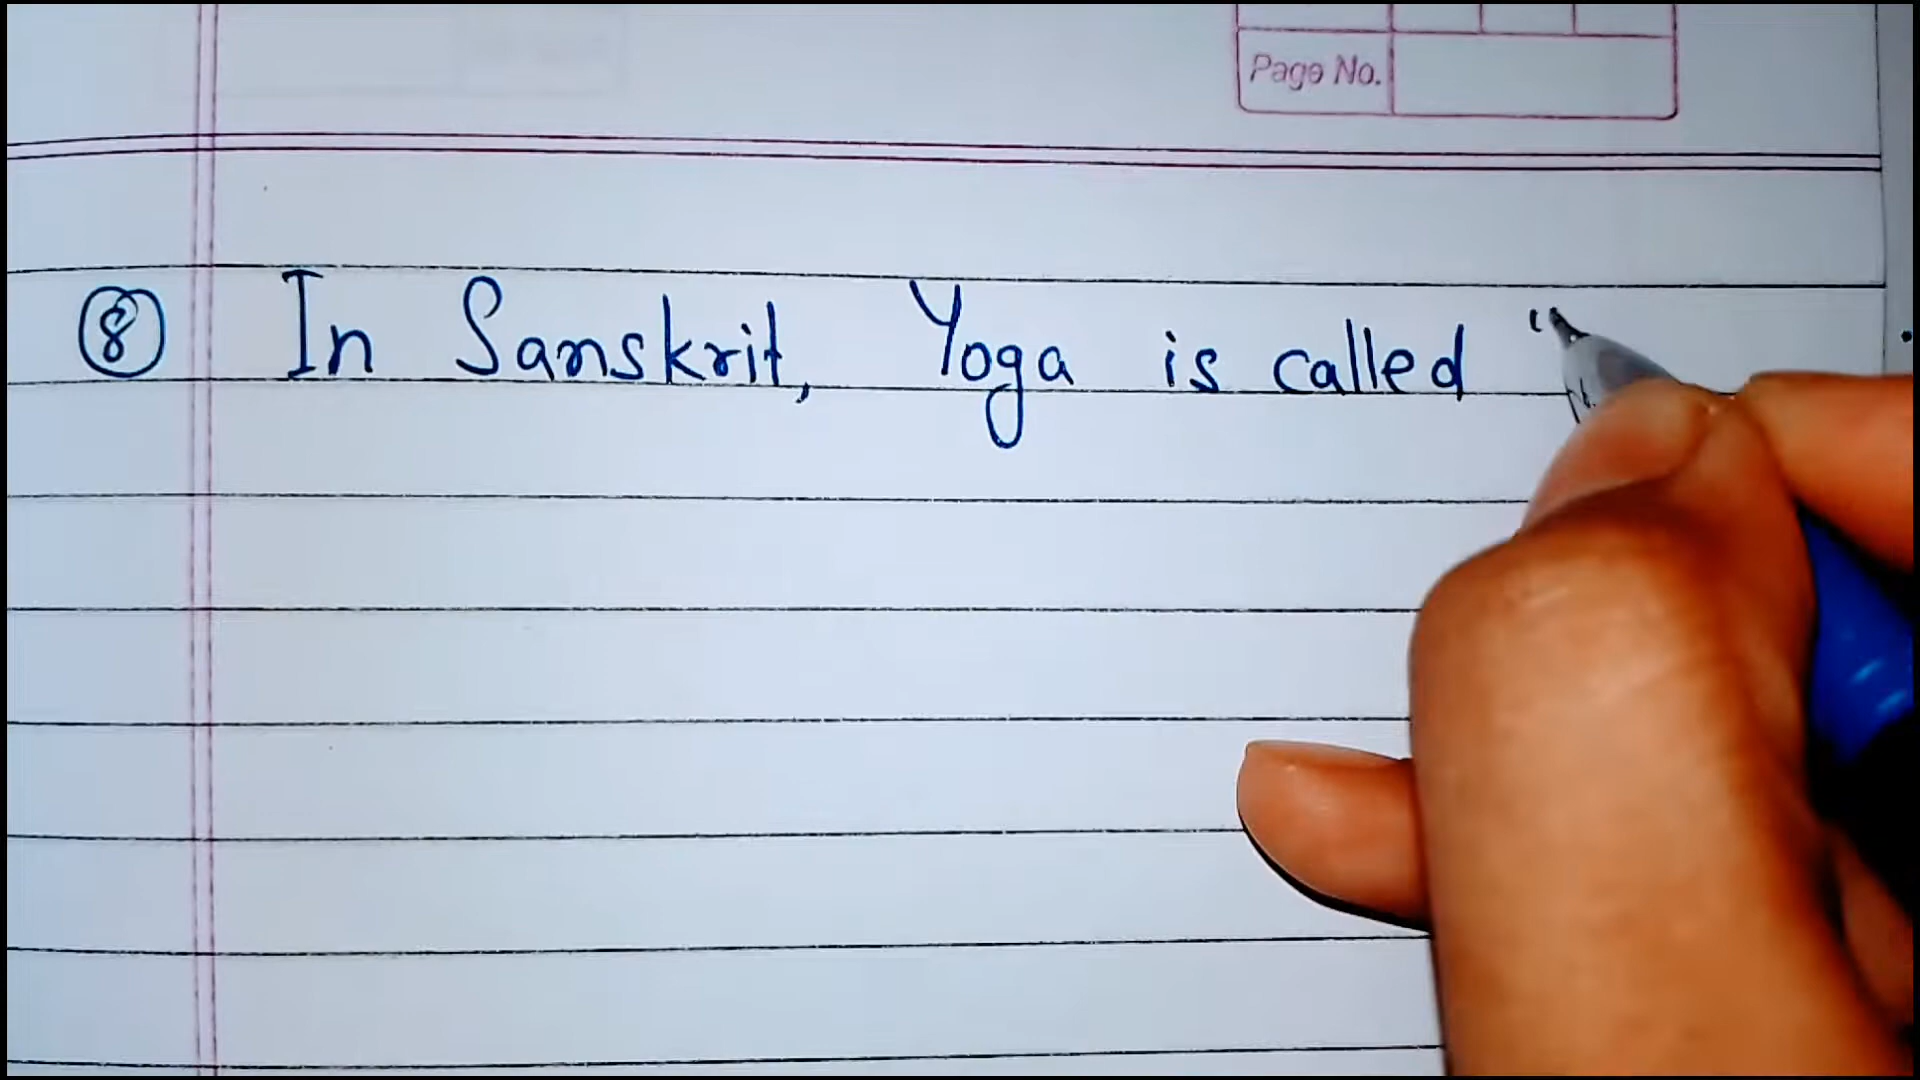 Page No.
⑧ In Sanskrit, Yoga is called "